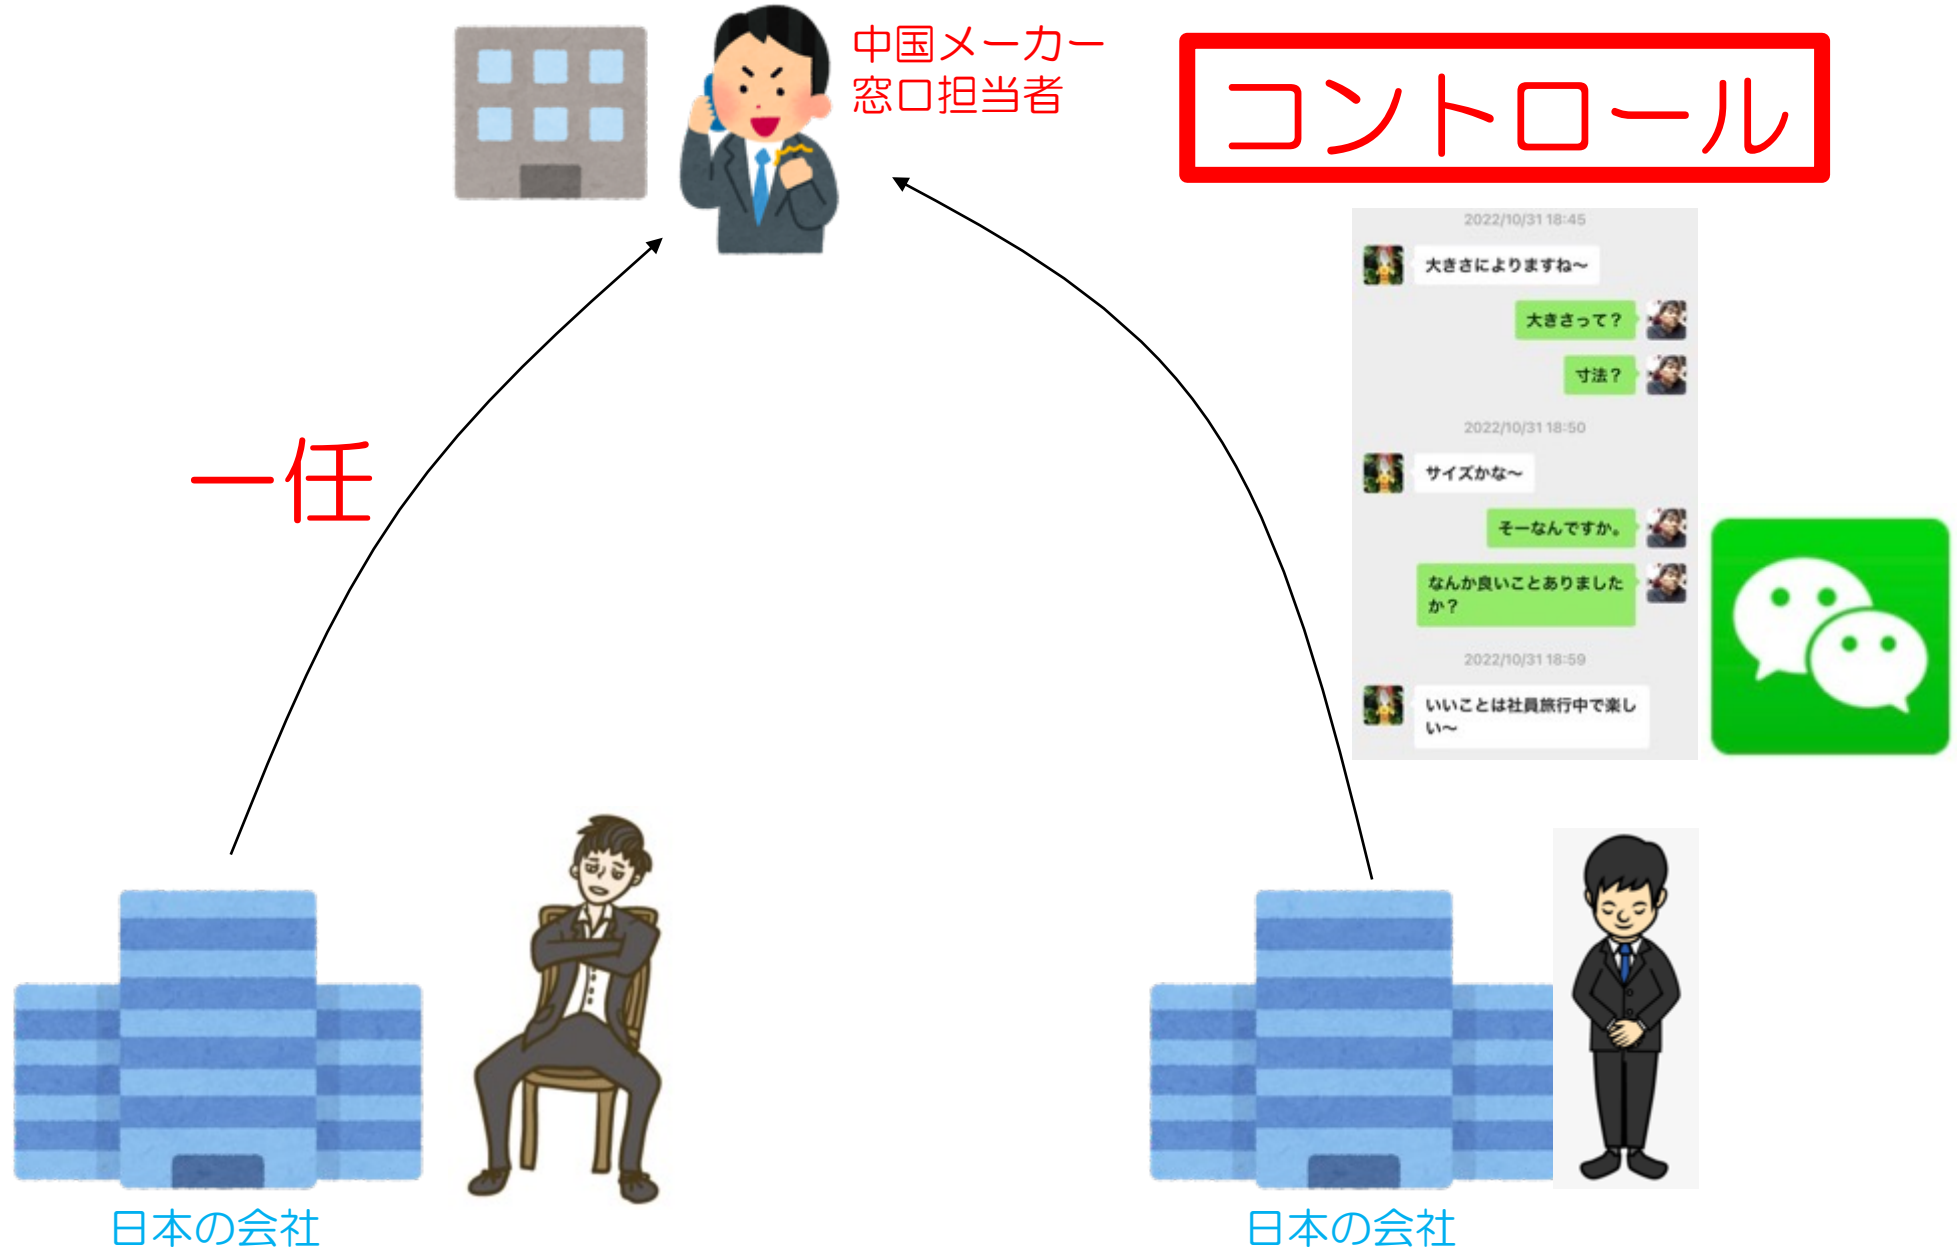 中国メーカー
窓口担当者
コントロール
2022/10/31 18:45
大きさによりますね〜
大きさって？
寸法？
2022/10/31 18:50
サイズかな〜
そーなんですか。
なんか良いことありました
か？
2022/10/31 18:59
いいことは社員旅行中で楽し
い〜
一任
日本の会社
日本の会社